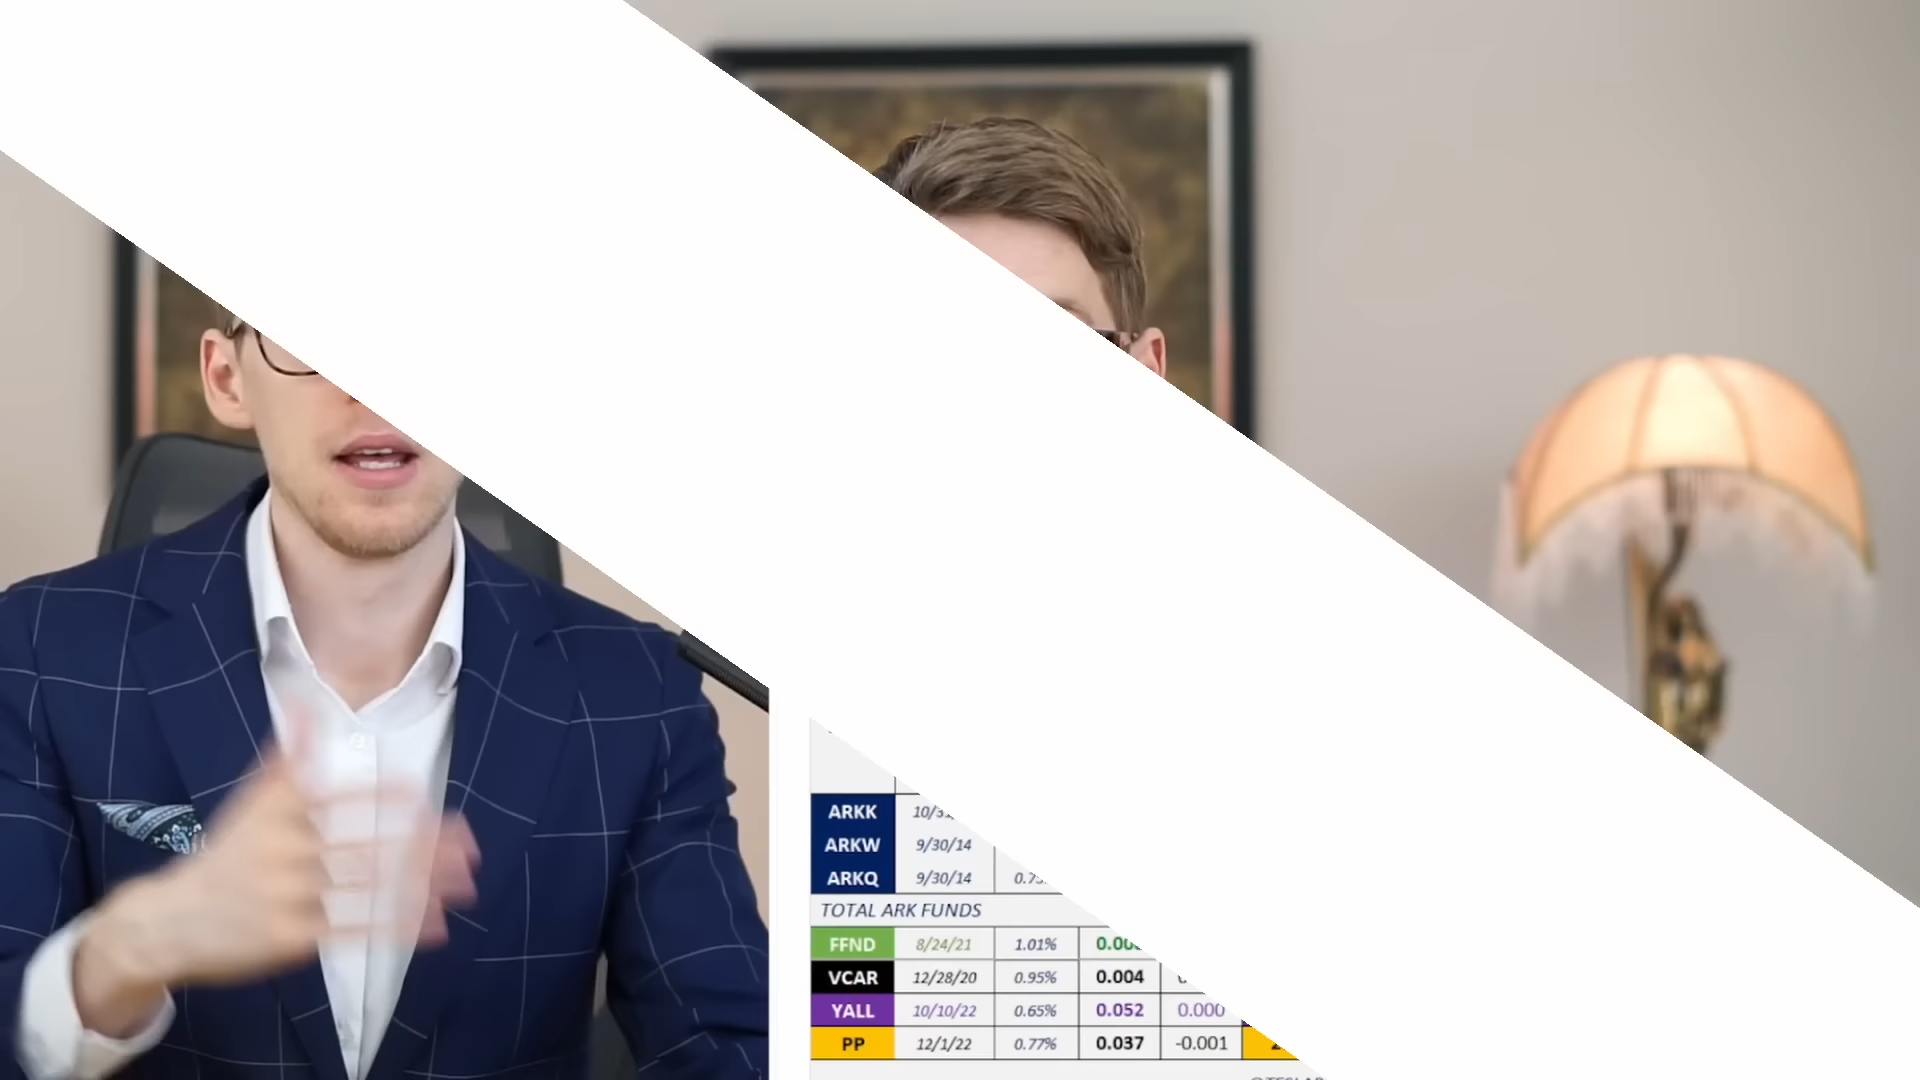 ARKK
ARKW 9/30/14
ARKQ 9/30/14
TOTAL ARK FUNDS
FFND 8/24/21 1.01%
VCAR 12/28/20 0.95% 0.004
YALL 10/10/22 0.65% 0.052 0.000
PP 12/1/22 0.77% 0.037 -0.001